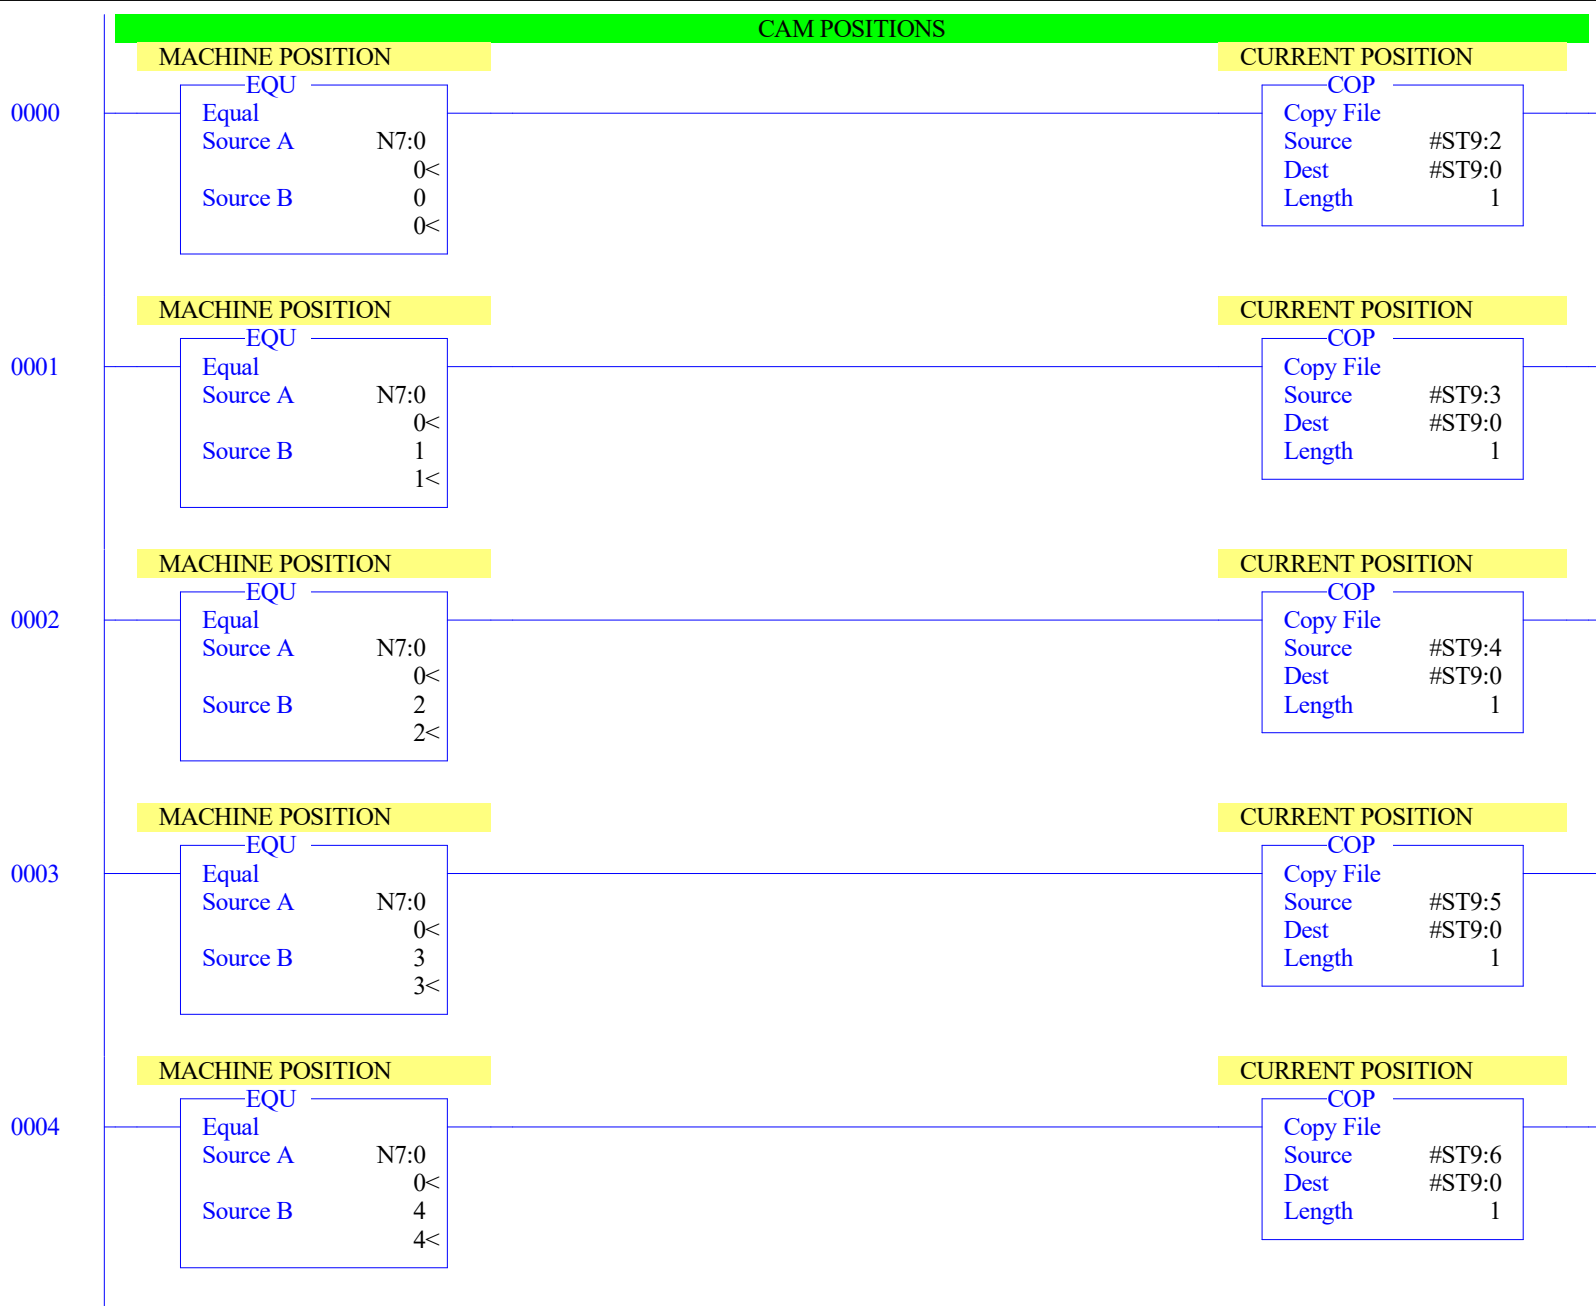 CAM POSITIONS
MACHINE POSITION CURRENT POSITION
EQU COP
0000 Equal Copy File
Source A N7:0 Source #ST9:2
0< Dest #ST9:0
Source B 0 Length 1
0<
MACHINE POSITION CURRENT POSITION
EQU COP
0001 Equal Copy File
Source A N7:0 Source #ST9:3
0< Dest #ST9:0
Source B 1 Length 1
1<
MACHINE POSITION CURRENT POSITION
EQU COP
0002 Equal Copy File
Source A N7:0 Source #ST9:4
0< Dest #ST9:0
Source B 2 Length 1
2<
MACHINE POSITION CURRENT POSITION
EQU COP
0003 Equal Copy File
Source A N7:0 Source #ST9:5
0< Dest #ST9:0
Source B 3 Length 1
3<
MACHINE POSITION CURRENT POSITION
EQU COP
0004 Equal Copy File
Source A N7:0 Source #ST9:6
0< Dest #ST9:0
Source B 4 Length 1
4<